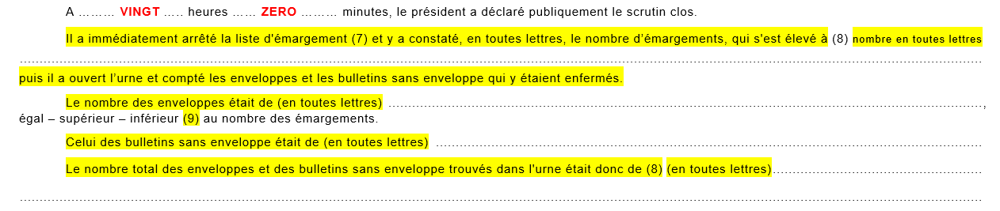 A ……… VINGT ….. heures …… ZERO ……… minutes, le président a déclaré publiquement le scrutin clos.
Il a immédiatement arrêté la liste d'émargement (7) et y a constaté, en toutes lettres, le nombre d’émargements, qui s'est élevé à (8) nombre en toutes lettres
………………………………………………………………………………………………
puis il a ouvert l’urne et compté les enveloppes et les bulletins sans enveloppe qui y étaient enfermés.
Le nombre des enveloppes était de (en toutes lettres) ………………………………………………………,
égal – supérieur – inférieur (9) au nombre des émargements.
Celui des bulletins sans enveloppe était de (en toutes lettres) ………………………………………………………
Le nombre total des enveloppes et des bulletins sans enveloppe trouvés dans l'urne était donc de (8) (en toutes lettres)……………………
………………………………………………………………………………………………